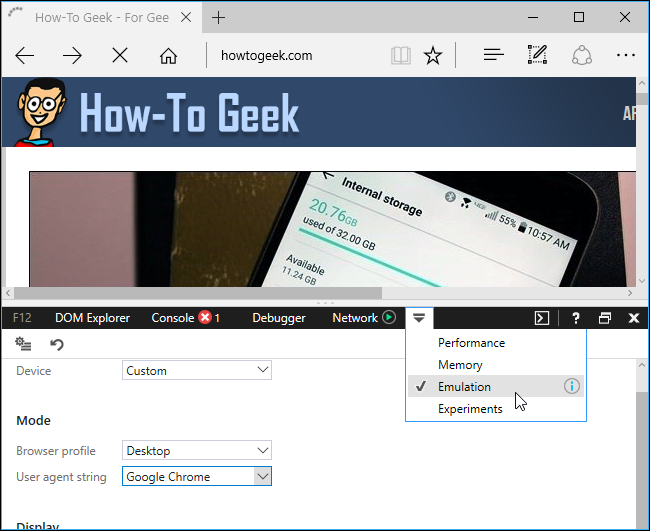 How-To Geek - For Gee
howtogeek.com
How-To Geek
AR
Internal storage
55% 10:57 AM
20.76GB
used of 32.00 GB
Available
11.24 GB
F12 DOM Explorer Console 1 Debugger Network ?
Performance
Memory
Emulation
Experiments
Device Custom
Mode
Browser profile Desktop
User agent string Google Chrome
Display